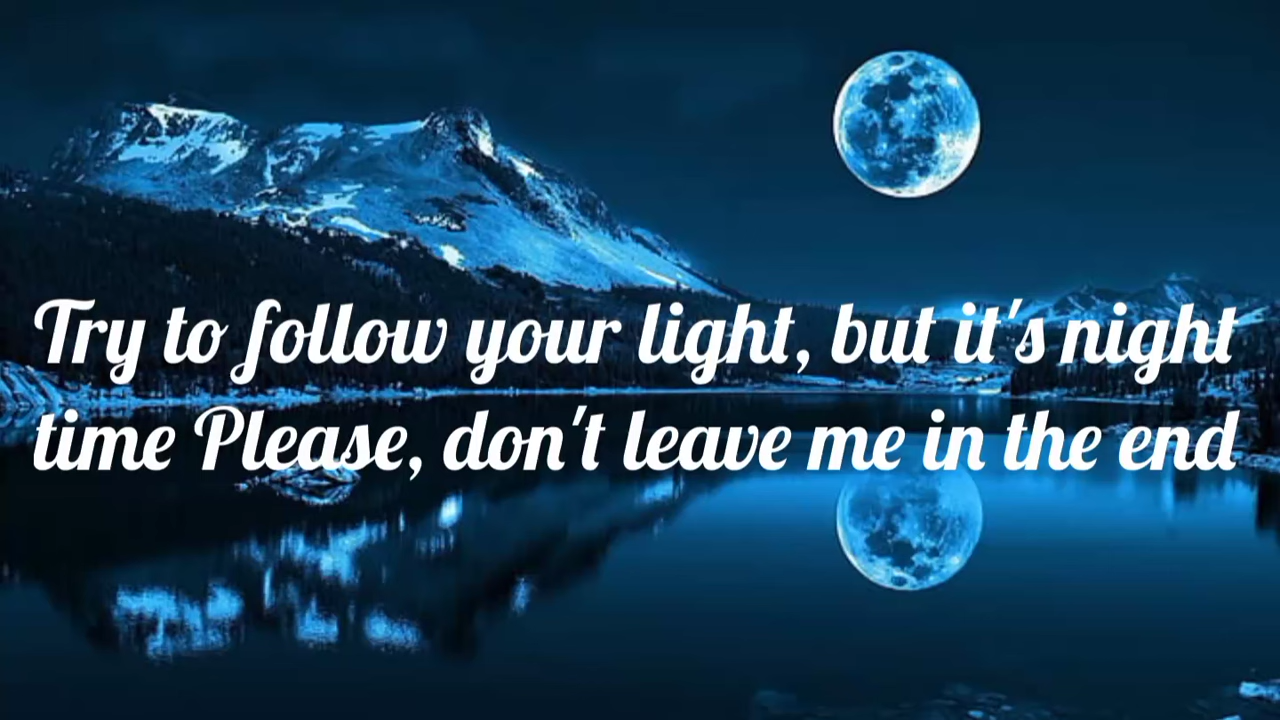 Try to follow your light, but it's night
time Please, don't leave me in the end